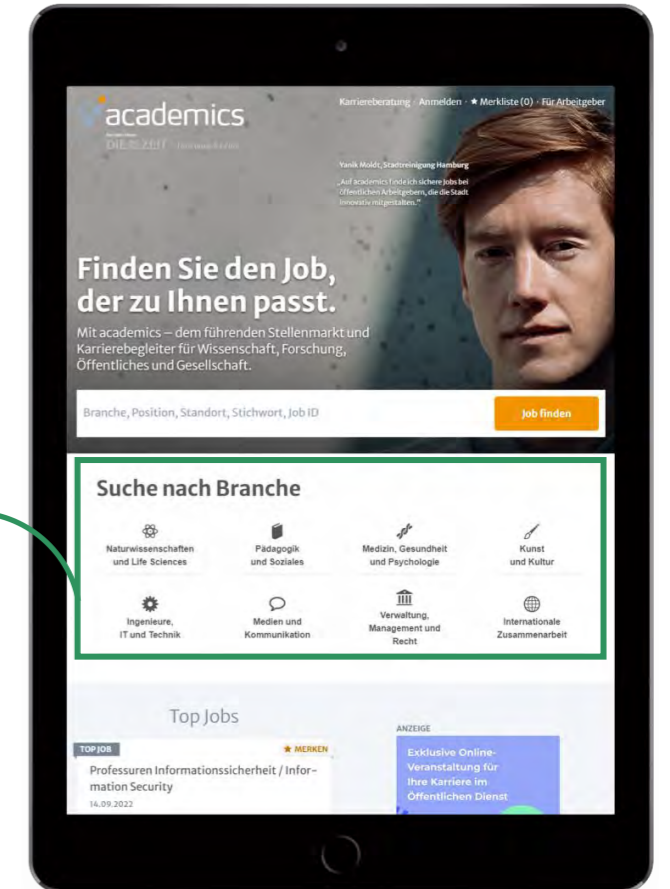 academics
DIE ZEIT
Karriereberatung · Anmelden · ★ Merkliste (0) · Für Arbeitgeber
Yanik Moldt, Stadtreinigung Hamburg
„Auf academics finde ich sichere Jobs bei
öffentlichen Arbeitgebern, die die Stadt
innovativ mitgestalten."
Finden Sie den Job,
der zu Ihnen passt.
Mit academics – dem führenden Stellenmarkt und
Karrierebegleiter für Wissenschaft, Forschung,
Öffentliches und Gesellschaft.
Branche, Position, Standort, Stichwort, Job ID
Job finden
Suche nach Branche
Naturwissenschaften
und Life Sciences
Pädagogik
und Soziales
Medizin, Gesundheit
und Psychologie
Kunst
und Kultur
Ingenieure,
IT und Technik
Medien und
Kommunikation
Verwaltung,
Management und
Recht
Internationale
Zusammenarbeit
Top Jobs
TOP JOB
★ MERKEN
Professuren Informationssicherheit / Infor-
mation Security
14.09.2022
ANZEIGE
Exklusive Online-
Veranstaltung für
Ihre Karriere im
Öffentlichen Dienst